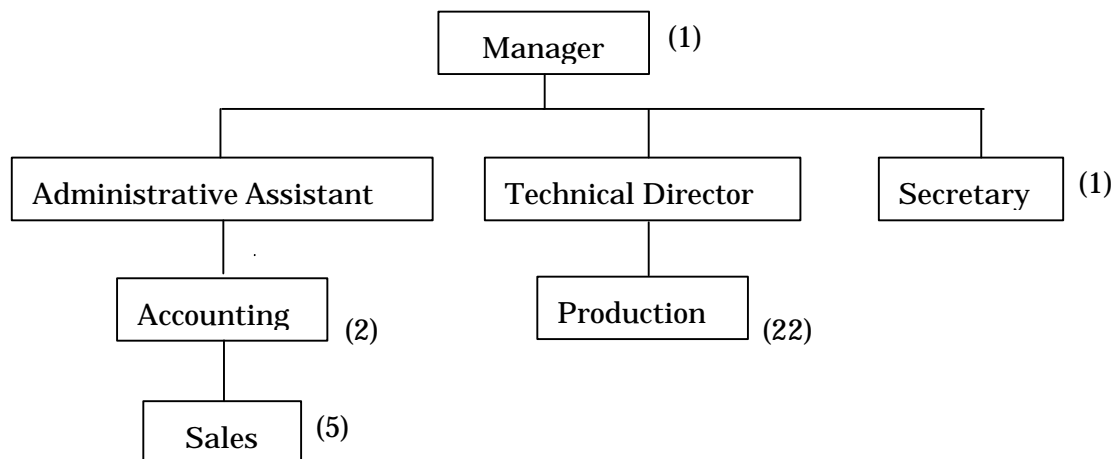 Manager (1)
Administrative Assistant
Technical Director
Secretary (1)
Accounting (2)
Production (22)
Sales (5)